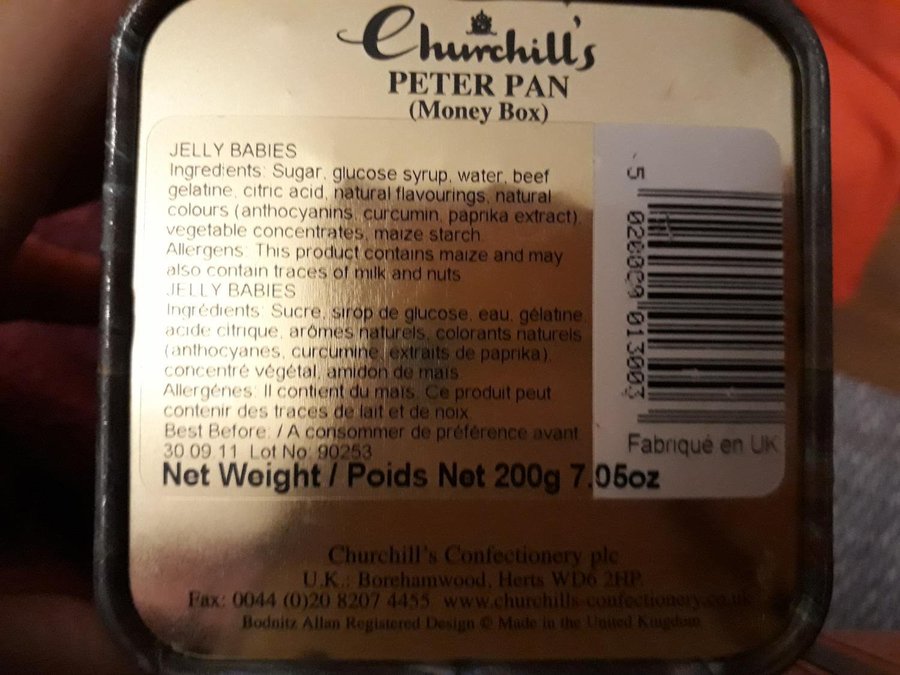 Churchill's
PETER PAN
(Money Box)
JELLY BABIES
Ingredients: Sugar, glucose syrup, water, beef
gelatine, citric acid, natural flavourings, natural
colours (anthocyanins, curcumin, paprika extract),
vegetable concentrates, maize starch.
Allergens: This product contains maize and may
also contain traces of milk and nuts
JELLY BABIES
Ingrédients: Sucre, sirop de glucose, eau, gélatine,
acide citrique, arômes naturels, colorants naturels
(anthocyanes, curcumine, extraits de paprika),
concentré végétal, amidon de maïs
Allergénes: Il contient du maïs. Ce produit peut
contenir des traces de lait et de noix
Best Before: / A consommer de préférence avant
30 09 11 Lot No: 90253
Net Weight / Poids Net 200g 7.05oz
5 020009 013003
Fabriqué en UK
Churchill's Confectionery plc
U.K.: Borehamwood, Herts WD6 2HP.
Fax: 0044 (0)20 8207 4455 www.churchills-confectionery.co.uk
Bodnitz Allan Registered Design © Made in the United Kingdom